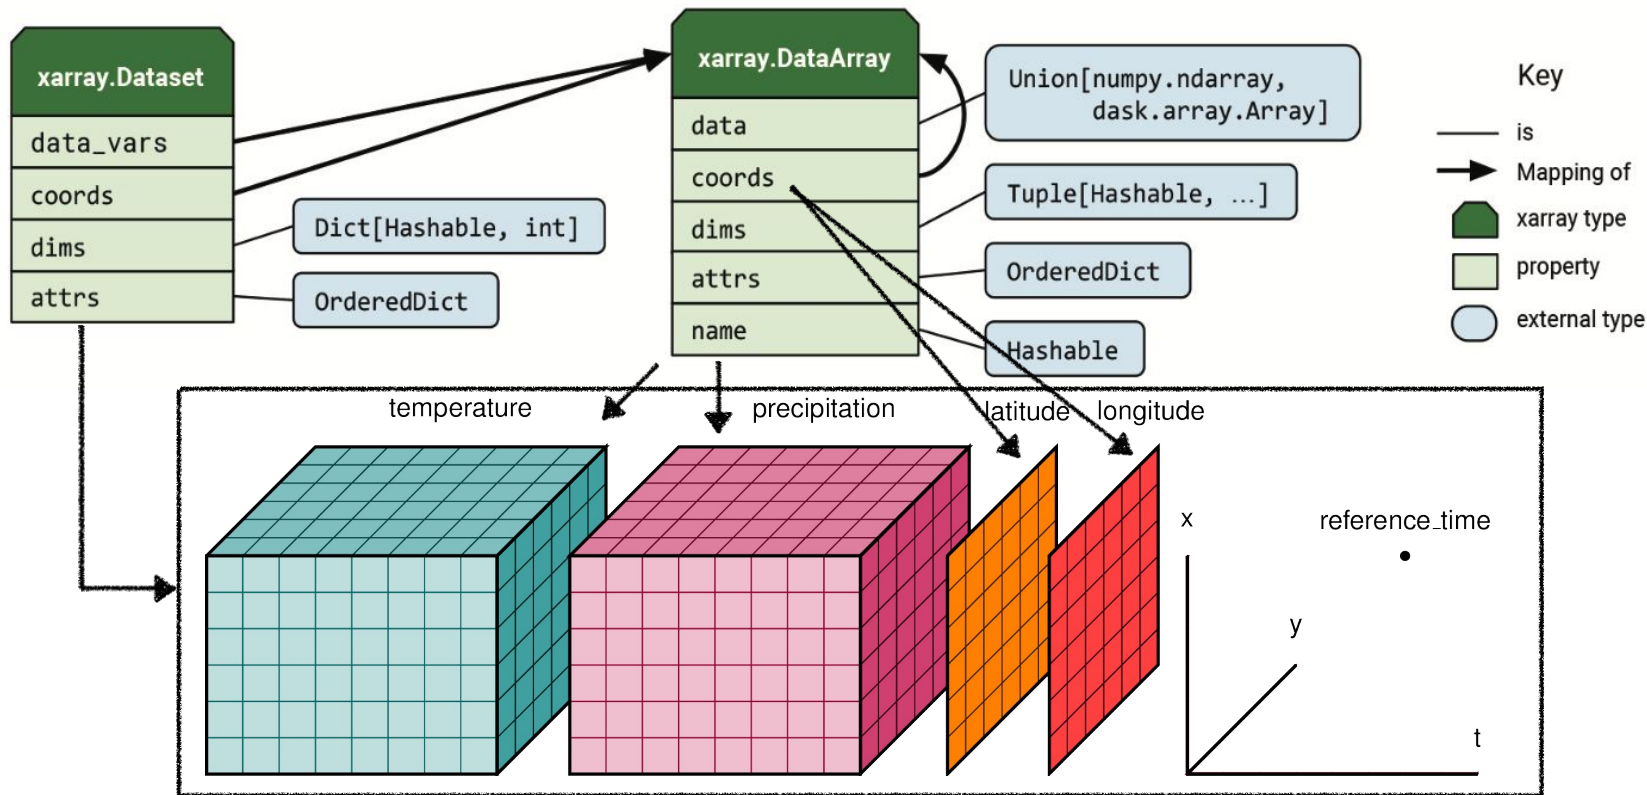 xarray.Dataset
data_vars
coords
dims
attrs
Dict[Hashable, int]
OrderedDict
xarray.DataArray
data
coords
dims
attrs
name
Union[numpy.ndarray,
dask.array.Array]
Tuple[Hashable, ...]
OrderedDict
Hashable
Key
is
Mapping of
xarray type
property
external type
temperature
precipitation
latitude
longitude
x
reference_time
y
t